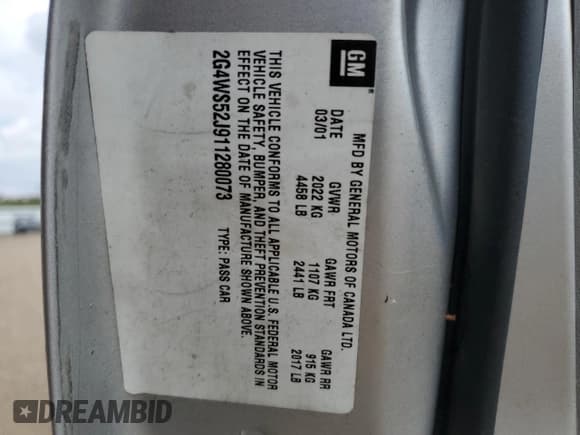 GM
MFD BY GENERAL MOTORS OF CANADA LTD.
DATE GVWR GAWR FRT GAWR RR
03/01 2022 KG 1107 KG 915 KG
4458 LB 2441 LB 2017 LB
THIS VEHICLE CONFORMS TO ALL APPLICABLE U.S. FEDERAL MOTOR
VEHICLE SAFETY, BUMPER, AND THEFT PREVENTION STANDARDS IN
EFFECT ON THE DATE OF MANUFACTURE SHOWN ABOVE.
2G4WS52J911280073 TYPE: PASS CAR
DREAMBID